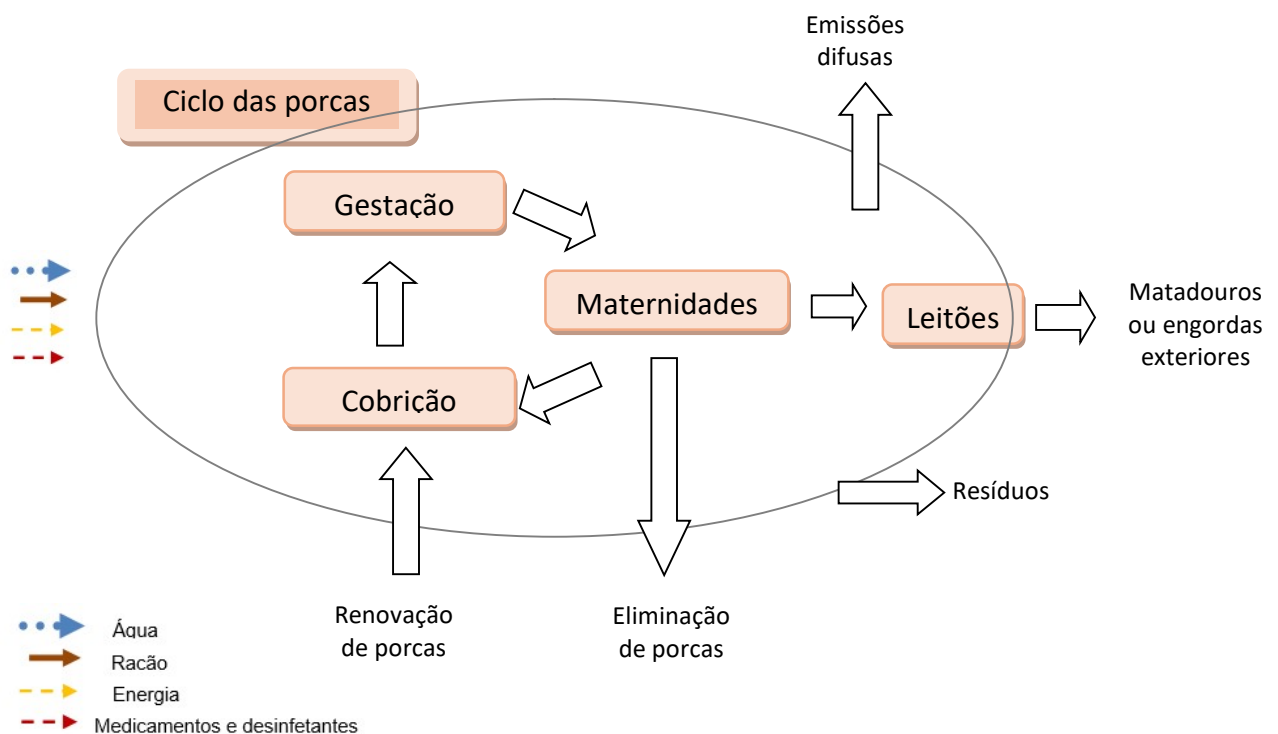 Emissões
difusas
Ciclo das porcas
Gestação
Maternidades
Leitões
Matadouros
ou engordas
exteriores
Cobrição
Resíduos
Renovação
de porcas
Eliminação
de porcas
Água
Racão
Energia
Medicamentos e desinfetantes